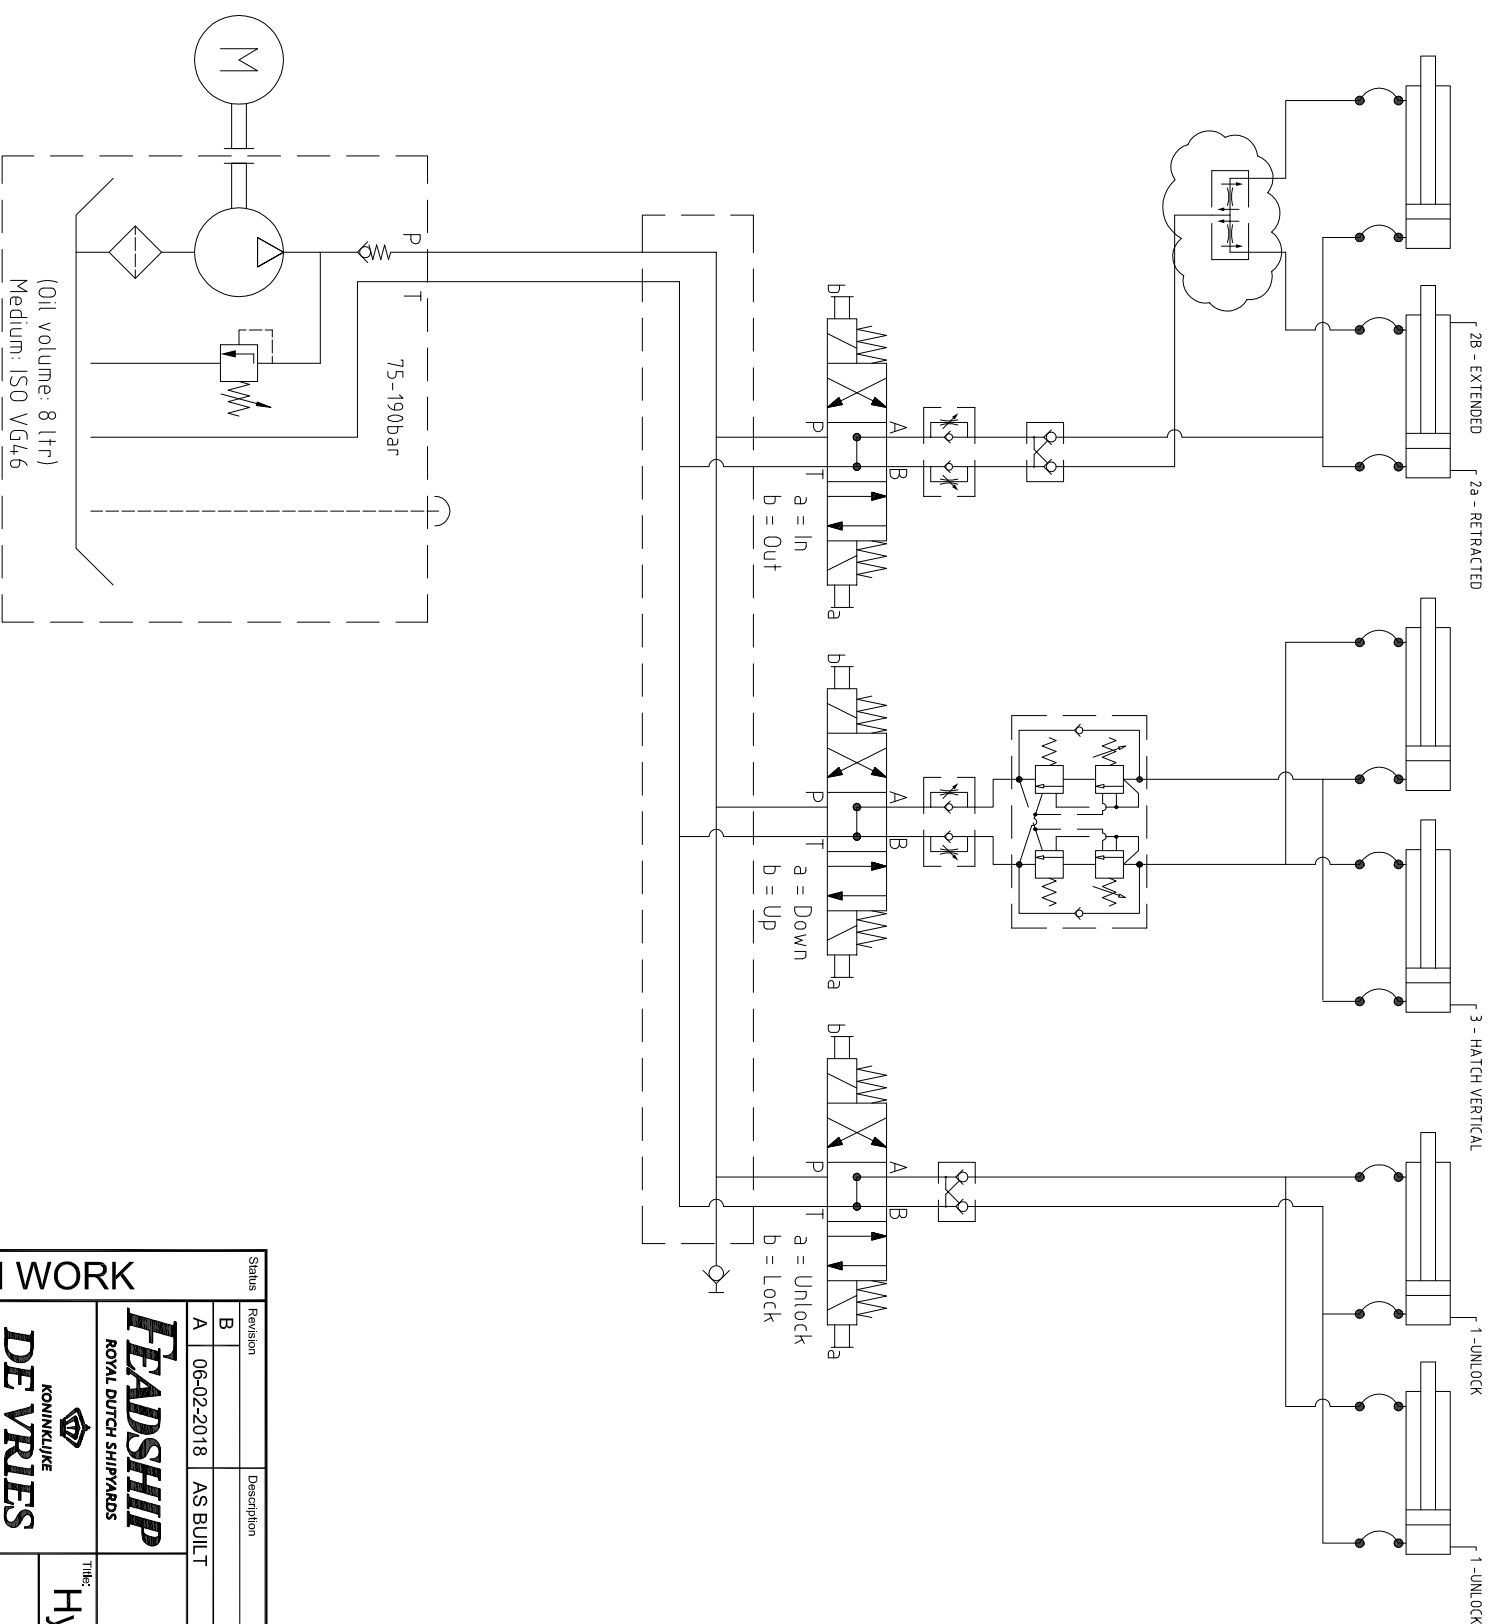 2B - EXTENDED
2a - RETRACTED
3 - HATCH VERTICAL
1 -UNLOCK
1 -UNLOCK
b
A
B
P
T
a
a = In
b = Out
b
A
B
P
T
a
a = Down
b = Up
b
A
B
P
T
a
a = Unlock
b = Lock
M
P
T
75-190bar
(Oil volume: 8 ltr)
Medium: ISO VG46
Status
Revision
Description
B
A 06-02-2018 AS BUILT
WORK
FEADSHIP
ROYAL DUTCH SHIPYARDS
KONINKLIJKE
DE VRIES
Title:
Hy